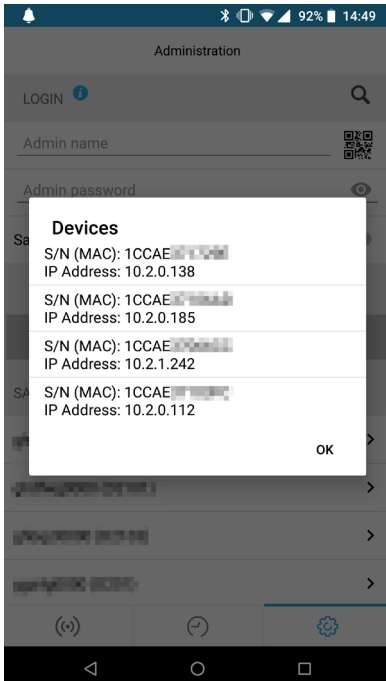 92% 14:49
Administration
LOGIN
Admin name
Admin password
Sa
Devices
S/N (MAC): 1CCAE
IP Address: 10.2.0.138
S/N (MAC): 1CCAE
IP Address: 10.2.0.185
S/N (MAC): 1CCAE
IP Address: 10.2.1.242
S/N (MAC): 1CCAE
IP Address: 10.2.0.112
SA
OK